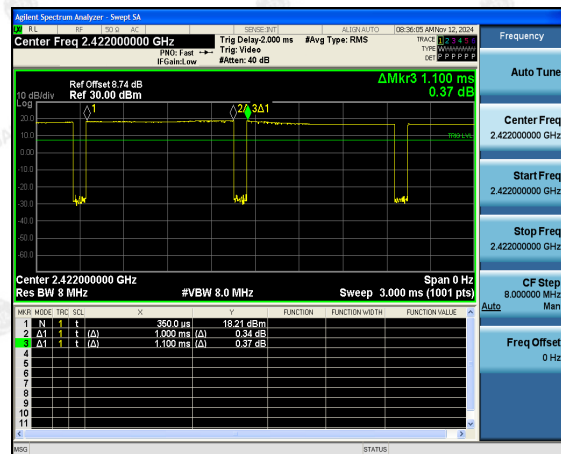 Agilent Spectrum Analyzer - Swept SA
RL RF 50 Ω AC SENSE:INT ALIGN AUTO 08:36:05 AM Nov 12, 2024
Center Freq 2.422000000 GHz
PNO: Fast
IFGain:Low
Trig Delay-2.000 ms
Trig: Video
#Atten: 40 dB
#Avg Type: RMS
TRACE 1 2 3 4 5 6
TYPE
DET P P P P P P
Ref Offset 8.74 dB
10 dB/div Ref 30.00 dBm
ΔMkr3 1.100 ms
0.37 dB
Log
1
2Δ1 3Δ1
20.0
10.0
TRIG LVL
0.00
-10.0
-20.0
-30.0
-40.0
-50.0
-60.0
Center 2.422000000 GHz Span 0 Hz
Res BW 8 MHz #VBW 8.0 MHz Sweep 3.000 ms (1001 pts)
MKR MODE TRC SCL X Y FUNCTION FUNCTION WIDTH FUNCTION VALUE
1 N 1 t 350.0 µs 18.21 dBm
2 Δ1 1 t (Δ) 1.000 ms (Δ) 0.34 dB
3 Δ1 1 t (Δ) 1.100 ms (Δ) 0.37 dB
4
5
6
7
8
9
10
11
MSG STATUS
Frequency
Auto Tune
Center Freq
2.422000000 GHz
Start Freq
2.422000000 GHz
Stop Freq
2.422000000 GHz
CF Step
8.000000 MHz
Auto Man
Freq Offset
0 Hz